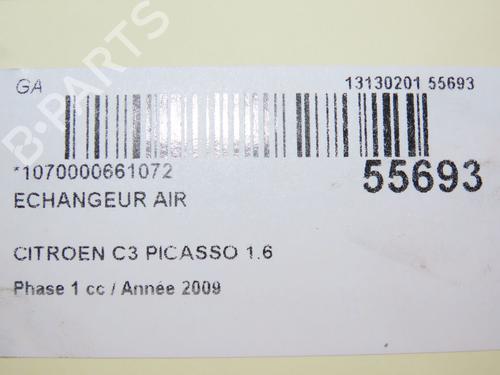 GA 13130201 55693
*1070000661072 55693
ECHANGEUR AIR
CITROEN C3 PICASSO 1.6
Phase 1 cc / Année 2009
B-PARTS